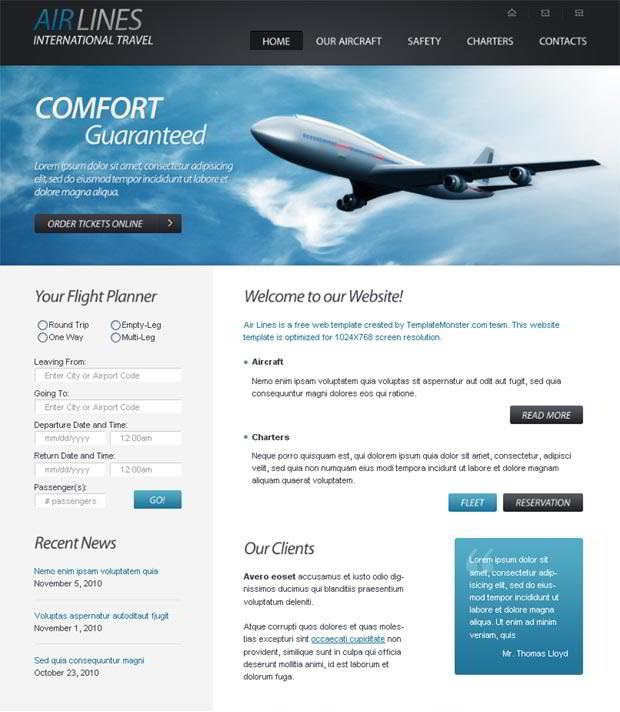 AIRLINES
INTERNATIONAL TRAVEL
HOME
OUR AIRCRAFT
SAFETY
CHARTERS
CONTACTS
COMFORT
Guaranteed
Lorem ipsum dolor sit amet, consectetur adipisicing
elit, sed do eiusmod tempor incididunt ut labore et
dolore magna aliqua.
ORDER TICKETS ONLINE
Your Flight Planner
Round Trip
Empty-Leg
One Way
Multi-Leg
Leaving From:
Enter City or Airport Code
Going To:
Enter City or Airport Code
Departure Date and Time:
mm/dd/yyyy
12:00am
Return Date and Time:
mm/dd/yyyy
12:00am
Passenger(s):
# passengers
GO!
Recent News
Nemo enim ipsam voluptatem quia
November 5, 2010
Voluptas aspernatur autoditaut fjugit
November 1, 2010
Sed quia consequuntur magni
October 23, 2010
Welcome to our Website!
Air Lines is a free web template created by TemplateMonster.com team. This website
template is optimized for 1024X768 screen resolution.
Aircraft
Nemo enim ipsam voluptatem quia voluptas sit aspernatur aut odit aut fugit, sed quia
consequuntur magni dolores eos qui ratione.
READ MORE
Charters
Neque porro quisquam est, qui dolorem ipsum quia dolor sit amet, consectetur, adipisci
velit, sed quia non numquam eius modi tempora incidunt ut labore et dolore magnam
aliquam quaerat voluptatem.
FLEET
RESERVATION
Our Clients
Avero eoset accusamus et iusto odio dig-
nissimos ducimus qui blanditiis praesentium
voluptatum deleniti.
Atque corrupti quos dolores et quas moles-
tias excepturi sint occaecati cupiditate non
provident, similique sunt in culpa qui officia
deserunt mollitia animi, id est laborum et
dolorum fuga.
“
Lorem ipsum dolor sit
amet, consectetur adip-
isicing elit, sed do eius-
mod tempor incididunt ut
labore et dolore magna
aliqua. Ut enim ad minim
veniam, quis
Mr. Thomas Lloyd